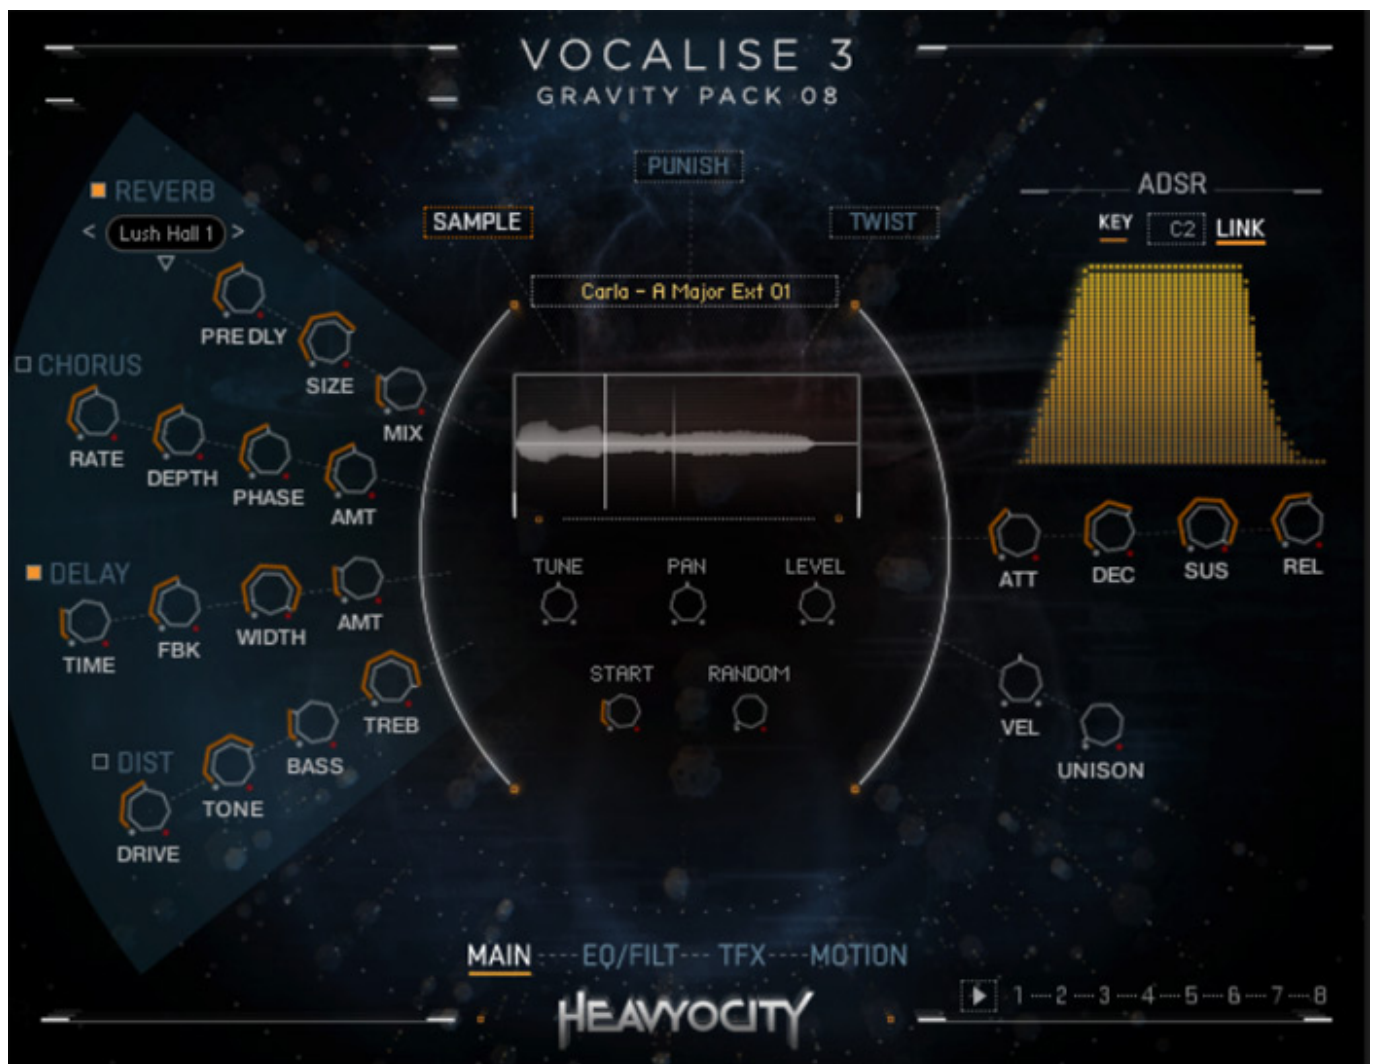 VOCALISE 3
GRAVITY PACK 08
PUNISH
SAMPLE
TWIST
Carla - A Major Ext 01
REVERB
< Lush Hall 1 >
PRE DLY
SIZE
MIX
CHORUS
RATE
DEPTH
PHASE
AMT
DELAY
TIME
FBK
WIDTH
AMT
DIST
DRIVE
TONE
BASS
TREB
TUNE PAN LEVEL
START RANDOM
ADSR
KEY C2 LINK
ATT DEC SUS REL
VEL
UNISON
MAIN EQ/FILT TFX MOTION
HEAVYOCITY
1 2 3 4 5 6 7 8